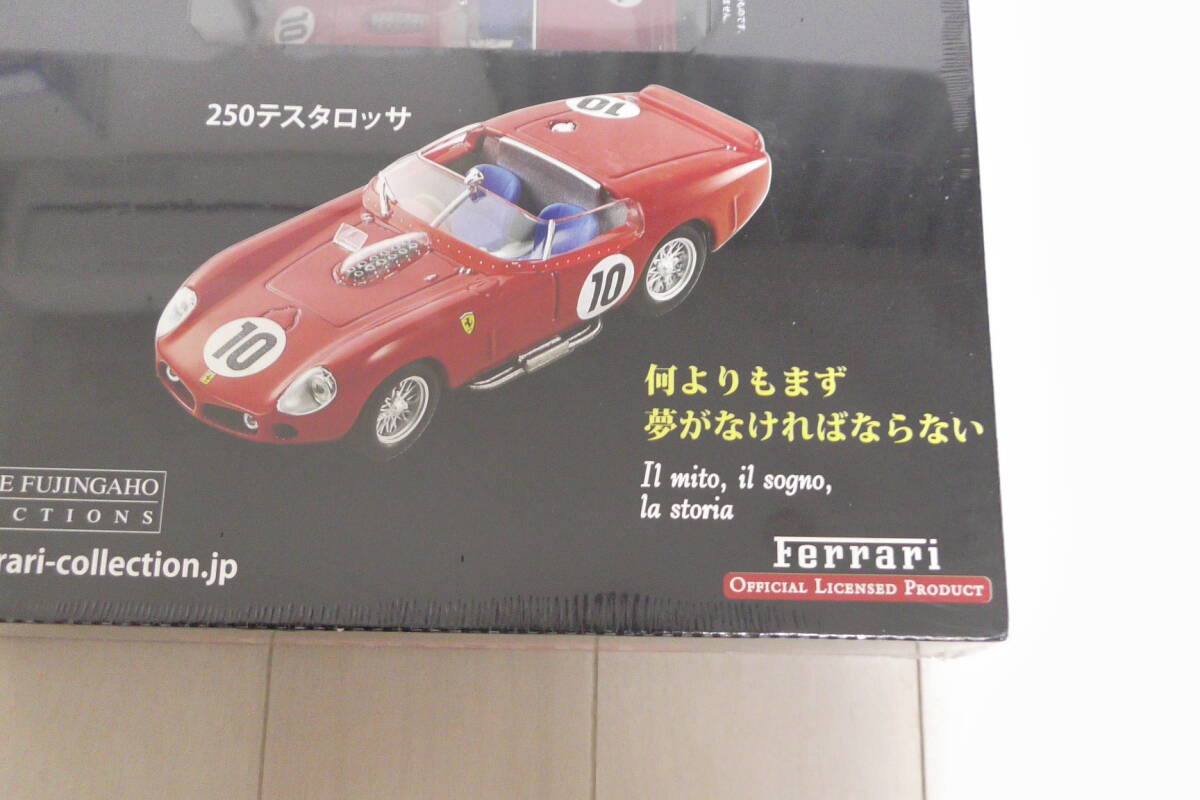 10
250テスタロッサ
10
10
10
何よりもまず
夢がなければならない
Il mito, il sogno,
la storia
E FUJINGAHO
CTIONS
rari-collection.jp
Ferrari
OFFICIAL LICENSED PRODUCT